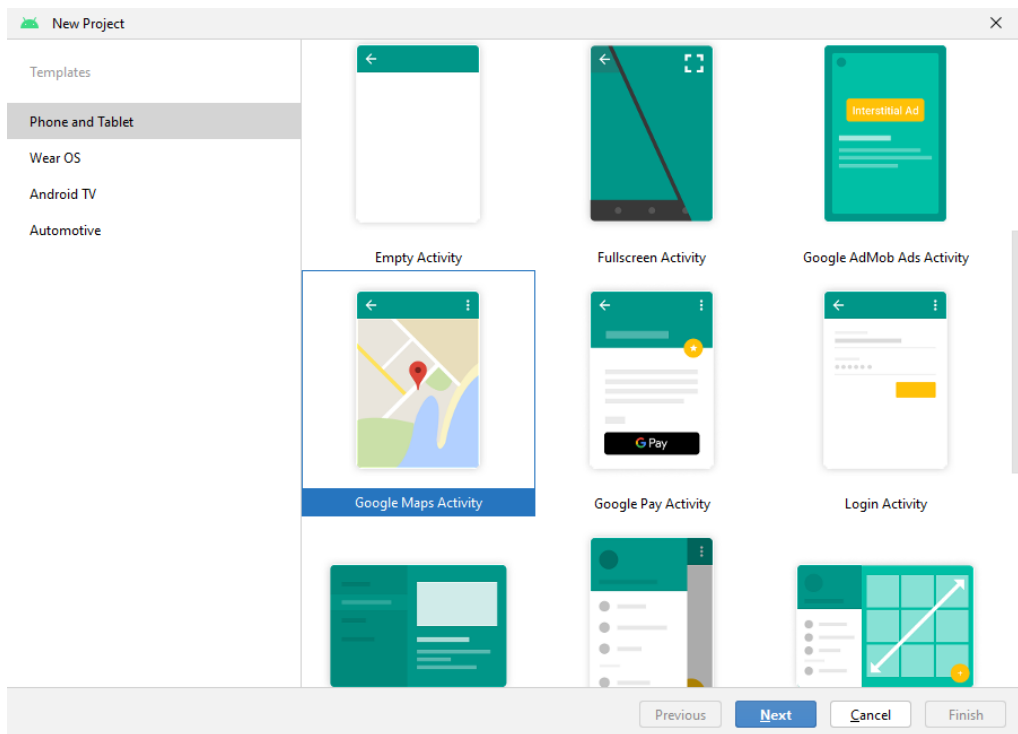 New Project
Templates
Phone and Tablet
Wear OS
Android TV
Automotive
Interstitial Ad
Empty Activity
Fullscreen Activity
Google AdMob Ads Activity
G Pay
Google Maps Activity
Google Pay Activity
Login Activity
Previous
Next
Cancel
Finish